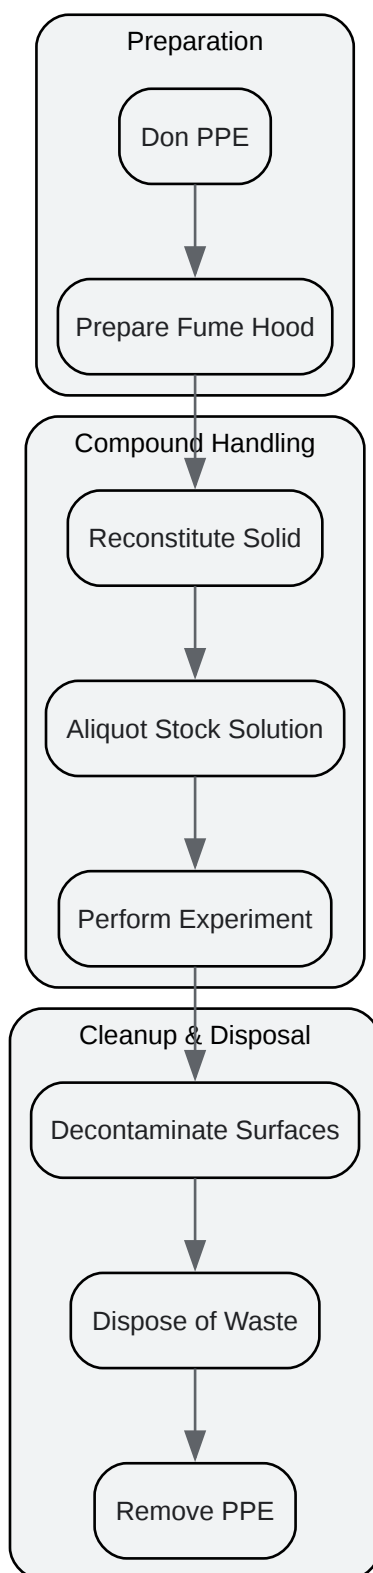 Preparation
Don PPE
Prepare Fume Hood
Compound Handling
Reconstitute Solid
Aliquot Stock Solution
Perform Experiment
Cleanup & Disposal
Decontaminate Surfaces
Dispose of Waste
Remove PPE